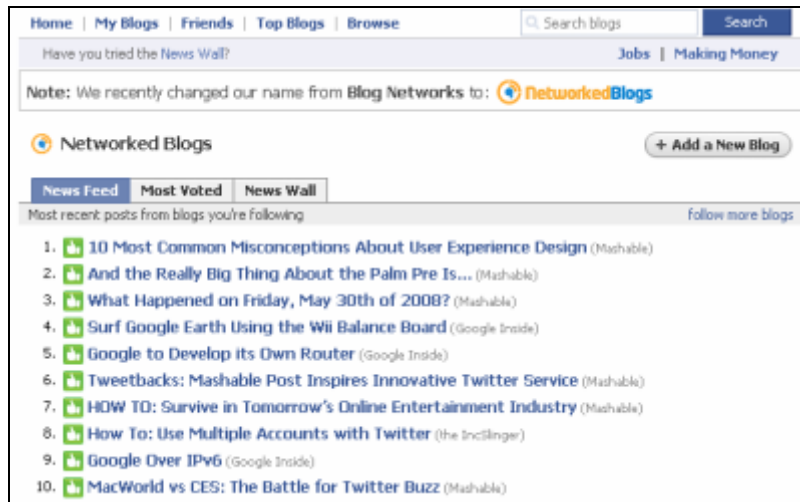 Home | My Blogs | Friends | Top Blogs | Browse Search blogs Search
Have you tried the News Wall? Jobs | Making Money
Note: We recently changed our name from Blog Networks to: NetworkedBlogs
Networked Blogs + Add a New Blog
News Feed Most Voted News Wall
Most recent posts from blogs you're following follow more blogs
1. 10 Most Common Misconceptions About User Experience Design (Mashable)
2. And the Really Big Thing About the Palm Pre Is... (Mashable)
3. What Happened on Friday, May 30th of 2008? (Mashable)
4. Surf Google Earth Using the Wii Balance Board (Google Inside)
5. Google to Develop its Own Router (Google Inside)
6. Tweetbacks: Mashable Post Inspires Innovative Twitter Service (Mashable)
7. HOW TO: Survive in Tomorrow's Online Entertainment Industry (Mashable)
8. How To: Use Multiple Accounts with Twitter (the IncSlinger)
9. Google Over IPv6 (Google Inside)
10. MacWorld vs CES: The Battle for Twitter Buzz (Mashable)